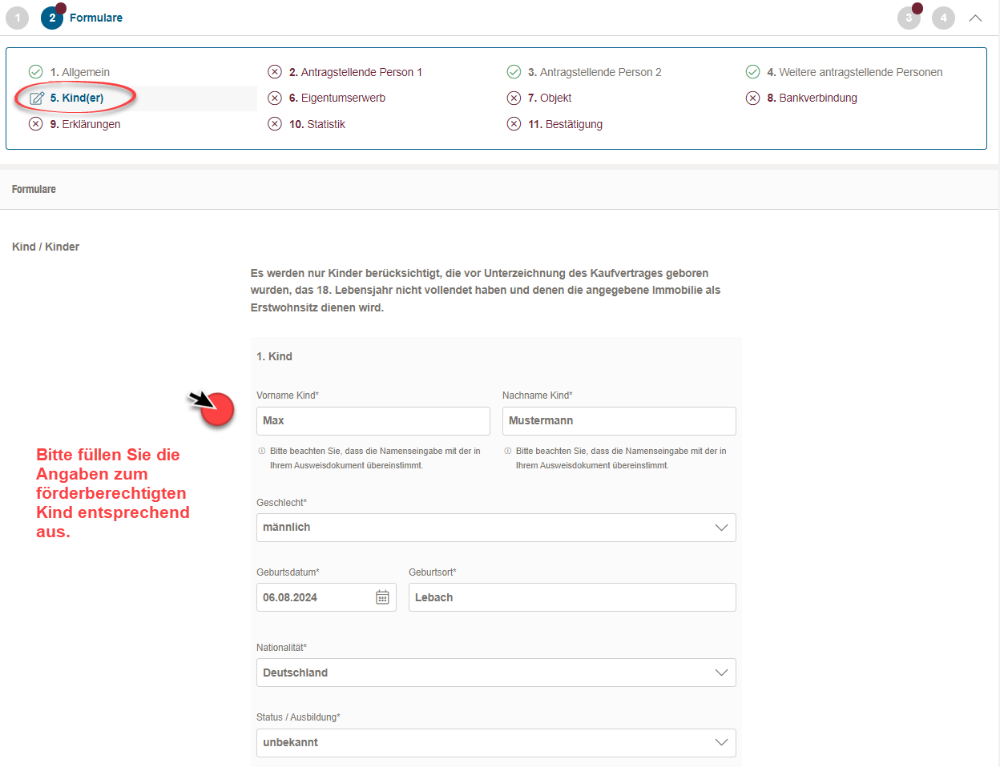 1 2 Formulare 3 4
1. Allgemein 2. Antragstellende Person 1 3. Antragstellende Person 2 4. Weitere antragstellende Personen
5. Kind(er) 6. Eigentumserwerb 7. Objekt 8. Bankverbindung
9. Erklärungen 10. Statistik 11. Bestätigung
Formulare
Kind / Kinder
Es werden nur Kinder berücksichtigt, die vor Unterzeichnung des Kaufvertrages geboren
wurden, das 18. Lebensjahr nicht vollendet haben und denen die angegebene Immobilie als
Erstwohnsitz dienen wird.
1. Kind
Vorname Kind* Nachname Kind*
Max Mustermann
Bitte beachten Sie, dass die Namenseingabe mit der in Bitte beachten Sie, dass die Namenseingabe mit der in
Ihrem Ausweisdokument übereinstimmt. Ihrem Ausweisdokument übereinstimmt.
Bitte füllen Sie die
Angaben zum
förderberechtigten
Kind entsprechend
aus.
Geschlecht*
männlich
Geburtsdatum* Geburtsort*
06.08.2024 Lebach
Nationalität*
Deutschland
Status / Ausbildung*
unbekannt